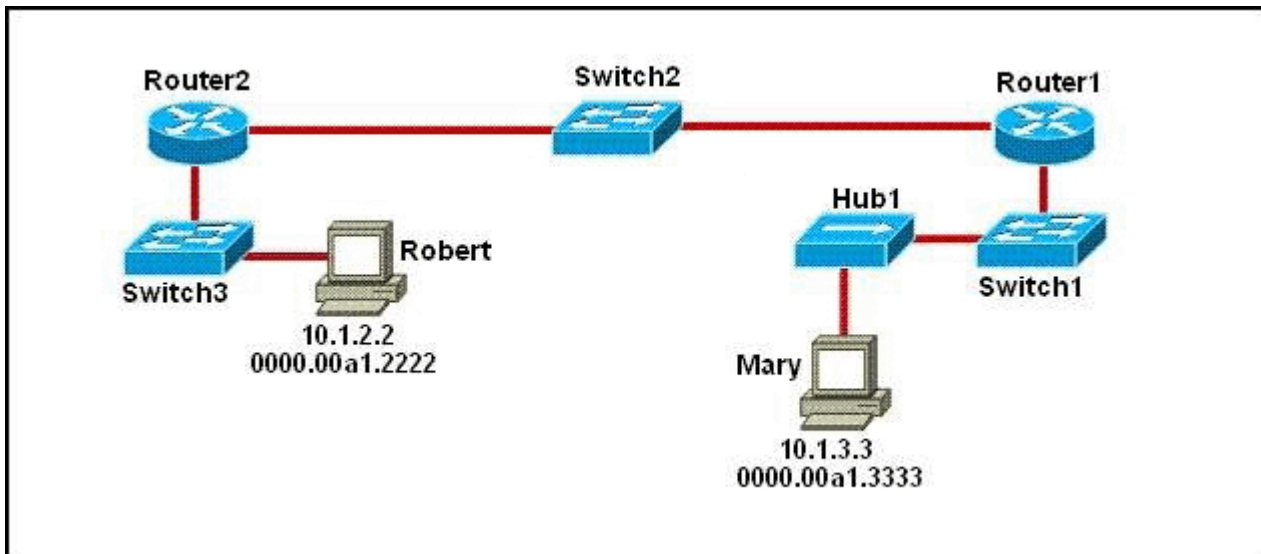 Router2
Switch2
Router1
Hub1
Robert
Switch3
Switch1
10.1.2.2
0000.00a1.2222
Mary
10.1.3.3
0000.00a1.3333